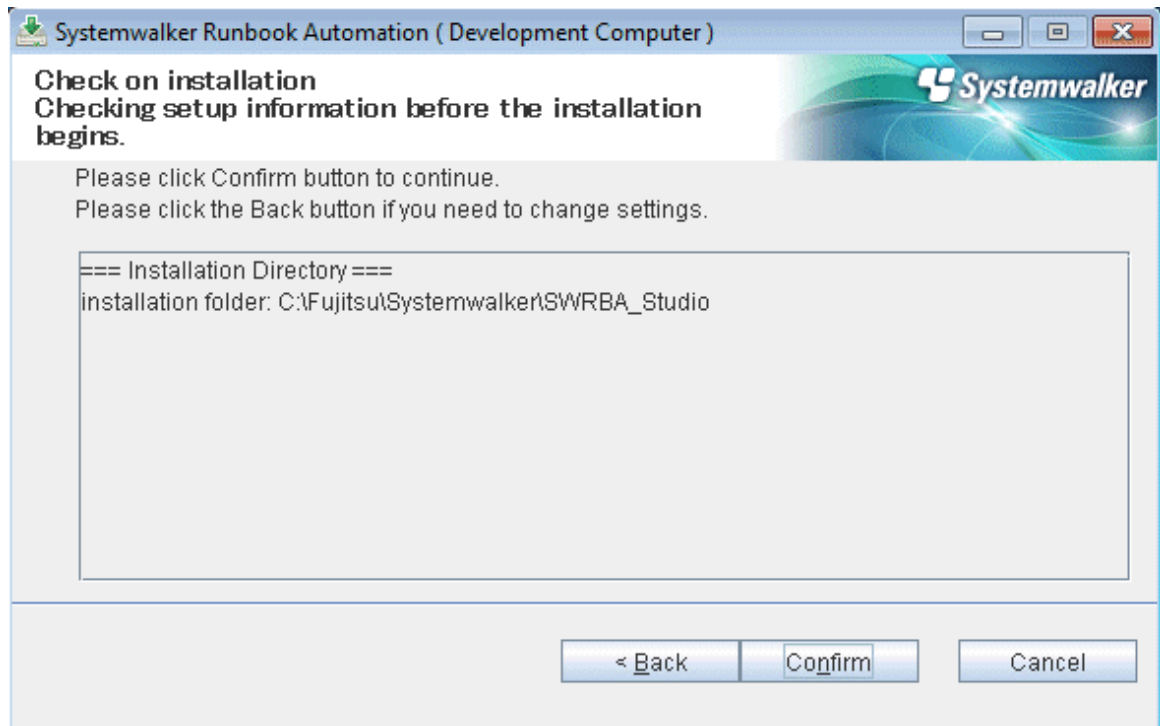 Systemwalker Runbook Automation ( Development Computer )
Check on installation
Checking setup information before the installation
begins.
Systemwalker
Please click Confirm button to continue.
Please click the Back button if you need to change settings.
=== Installation Directory ===
installation folder: C:\Fujitsu\Systemwalker\SWRBA_Studio
< Back
Confirm
Cancel